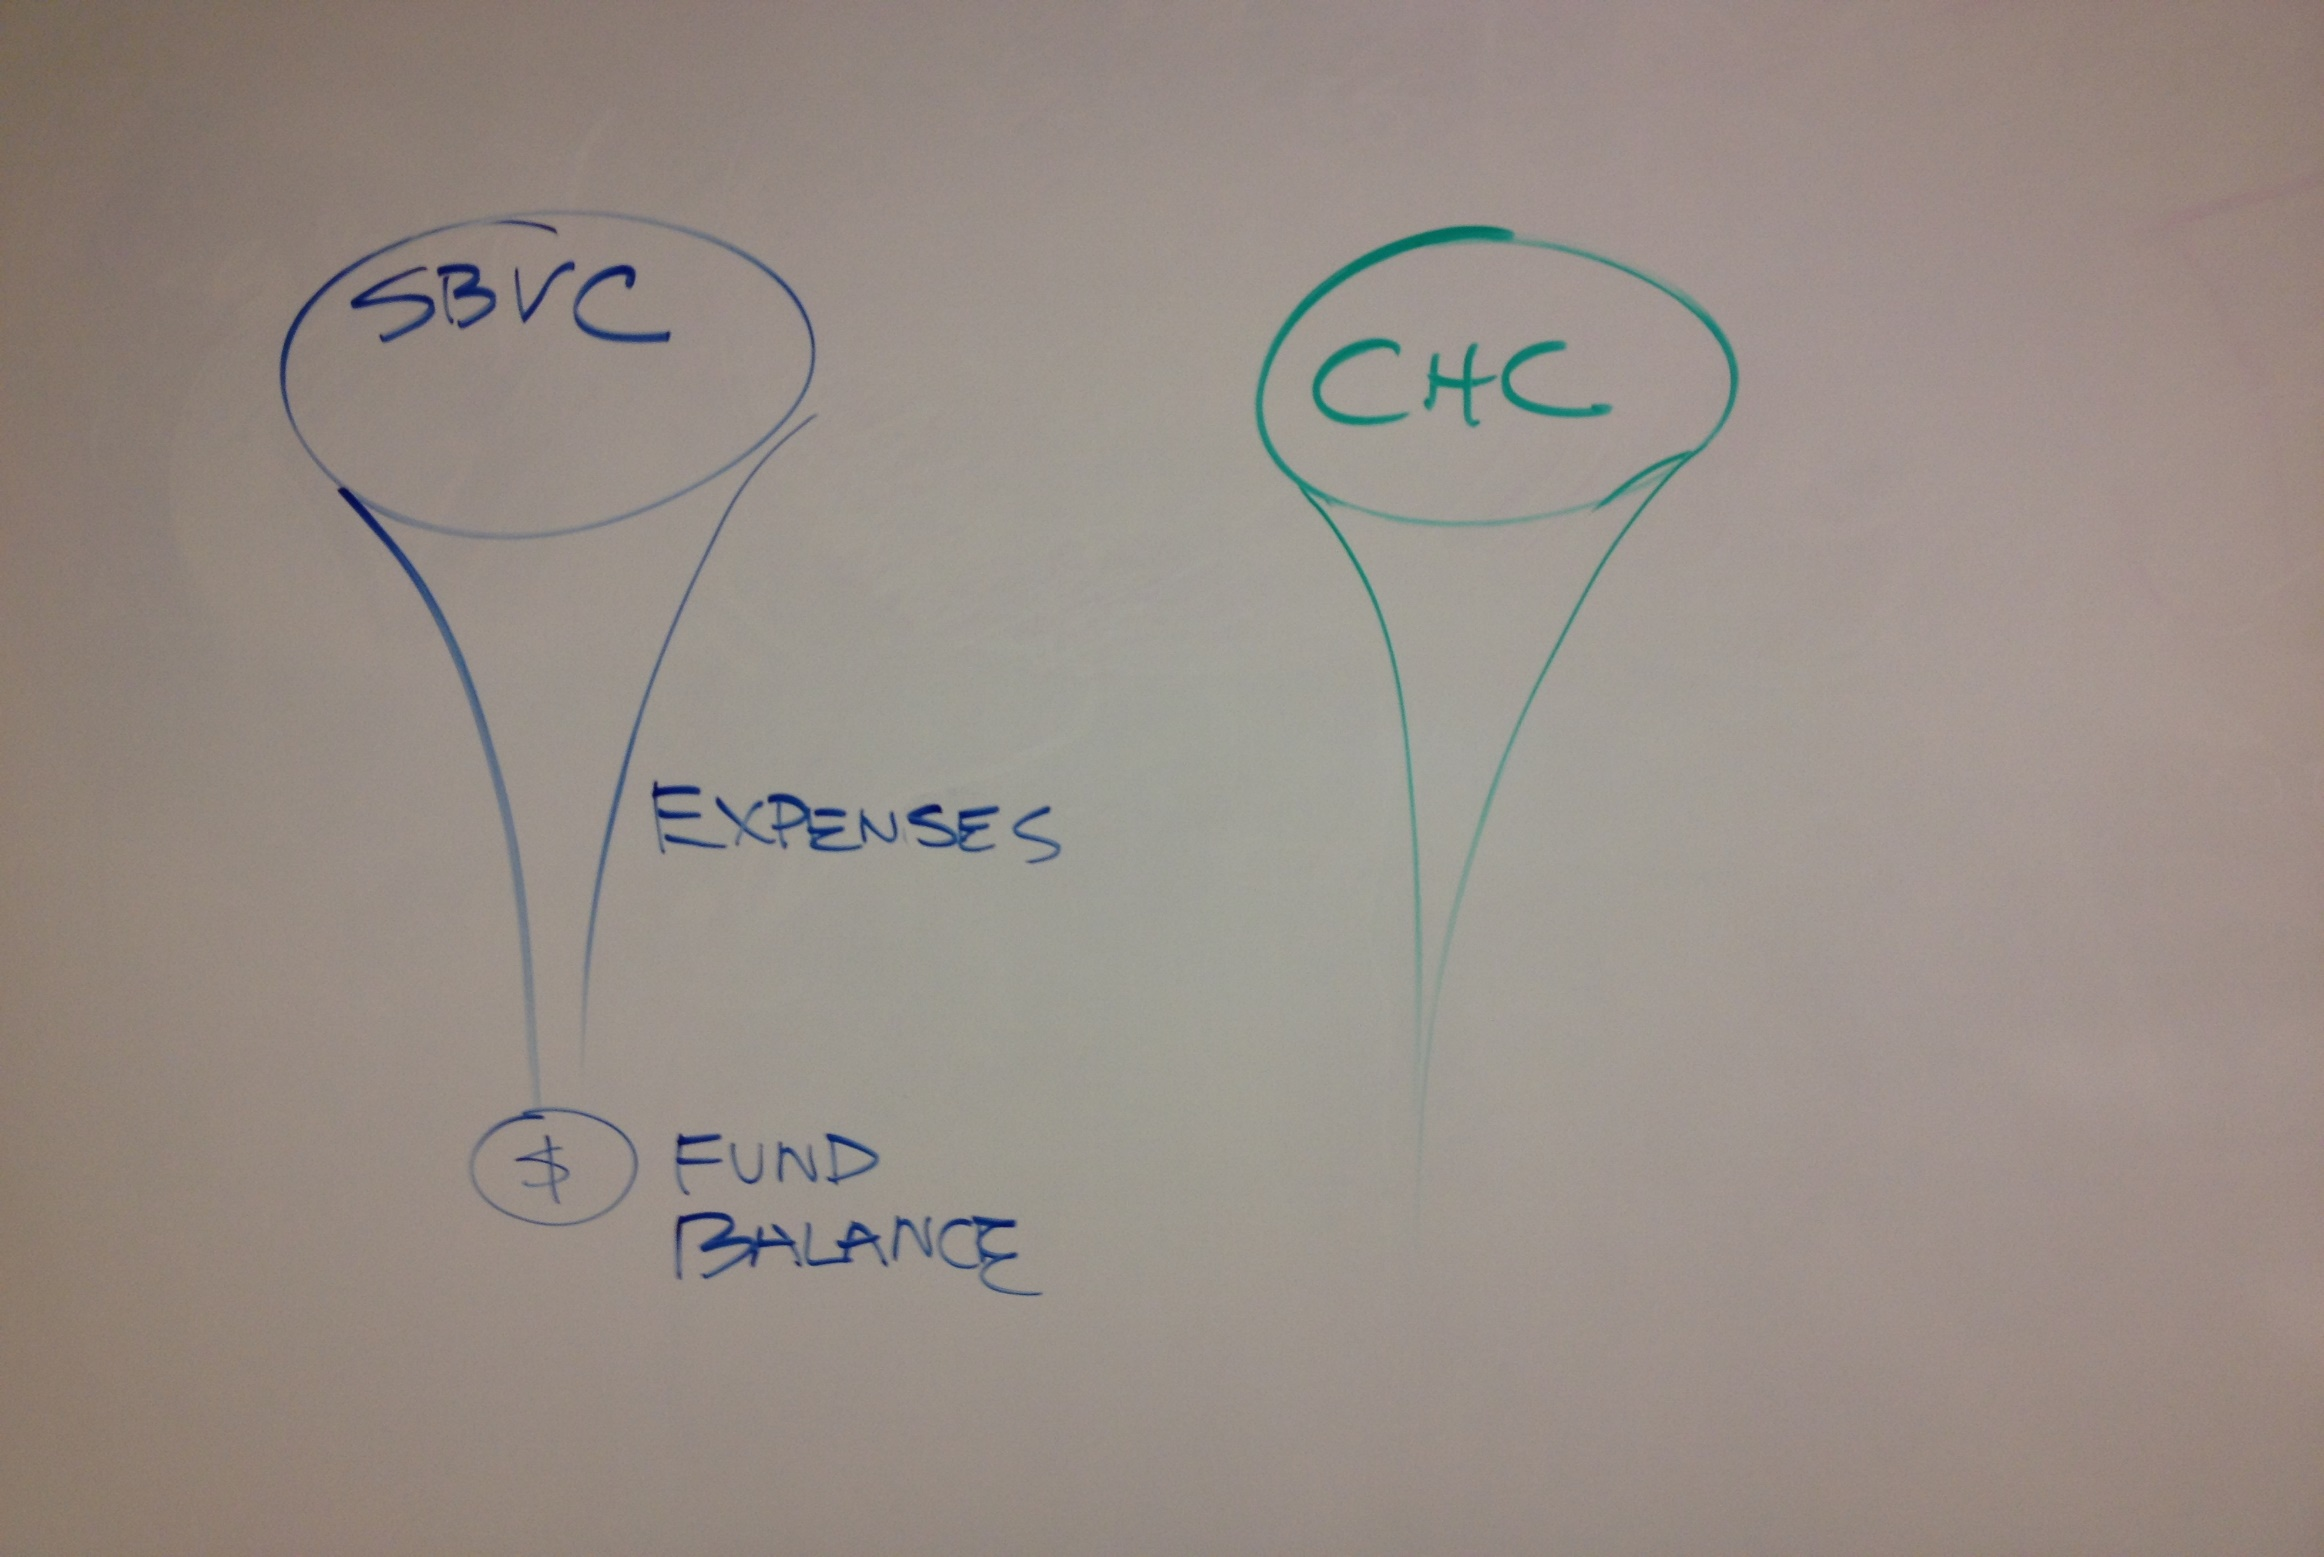 SBVC
CHC
EXPENSES
$ FUND
BALANCE